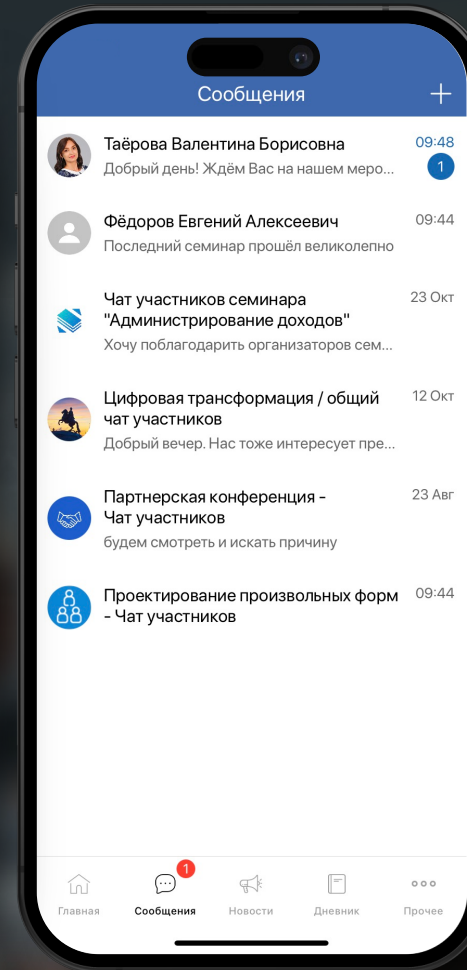 Сообщения
Таёрова Валентина Борисовна
09:48
Добрый день! Ждём Вас на нашем меро...
1
Фёдоров Евгений Алексеевич
09:44
Последний семинар прошёл великолепно
Чат участников семинара
23 Окт
"Администрирование доходов"
Хочу поблагодарить организаторов сем...
Цифровая трансформация / общий
12 Окт
чат участников
Добрый вечер. Нас тоже интересует пре...
Партнерская конференция -
23 Авг
Чат участников
будем смотреть и искать причину
Проектирование произвольных форм
09:44
- Чат участников
1
Главная
Сообщения
Новости
Дневник
Прочее